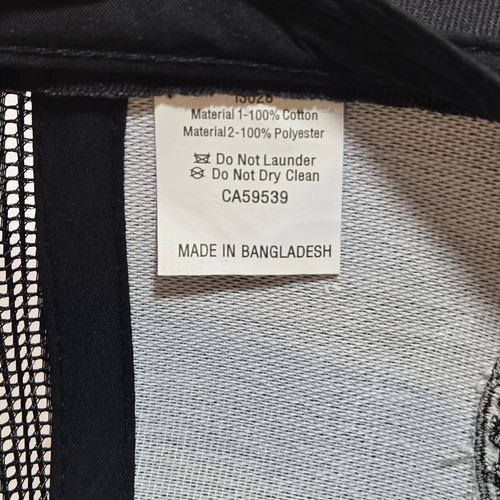 Material 1-100% Cotton
Material 2-100% Polyester
Do Not Launder
Do Not Dry Clean
CA59539
MADE IN BANGLADESH